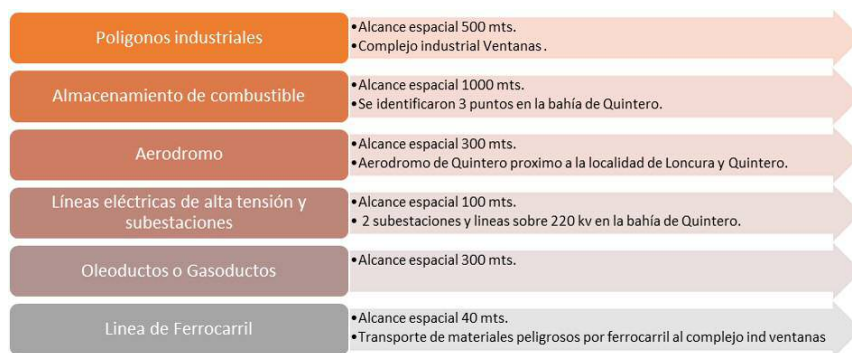 Poligonos industriales
•Alcance espacial 500 mts.
•Complejo industrial Ventanas .
Almacenamiento de combustible
•Alcance espacial 1000 mts.
•Se identificaron 3 puntos en la bahía de Quintero.
Aerodromo
•Alcance espacial 300 mts.
•Aerodromo de Quintero proximo a la localidad de Loncura y Quintero.
Líneas eléctricas de alta tensión y
subestaciones
•Alcance espacial 100 mts.
• 2 subestaciones y lineas sobre 220 kv en la bahía de Quintero.
Oleoductos o Gasoductos
•Alcance espacial 300 mts.
Linea de Ferrocarril
•Alcance espacial 40 mts.
•Transporte de materiales peligrosos por ferrocarril al complejo ind ventanas